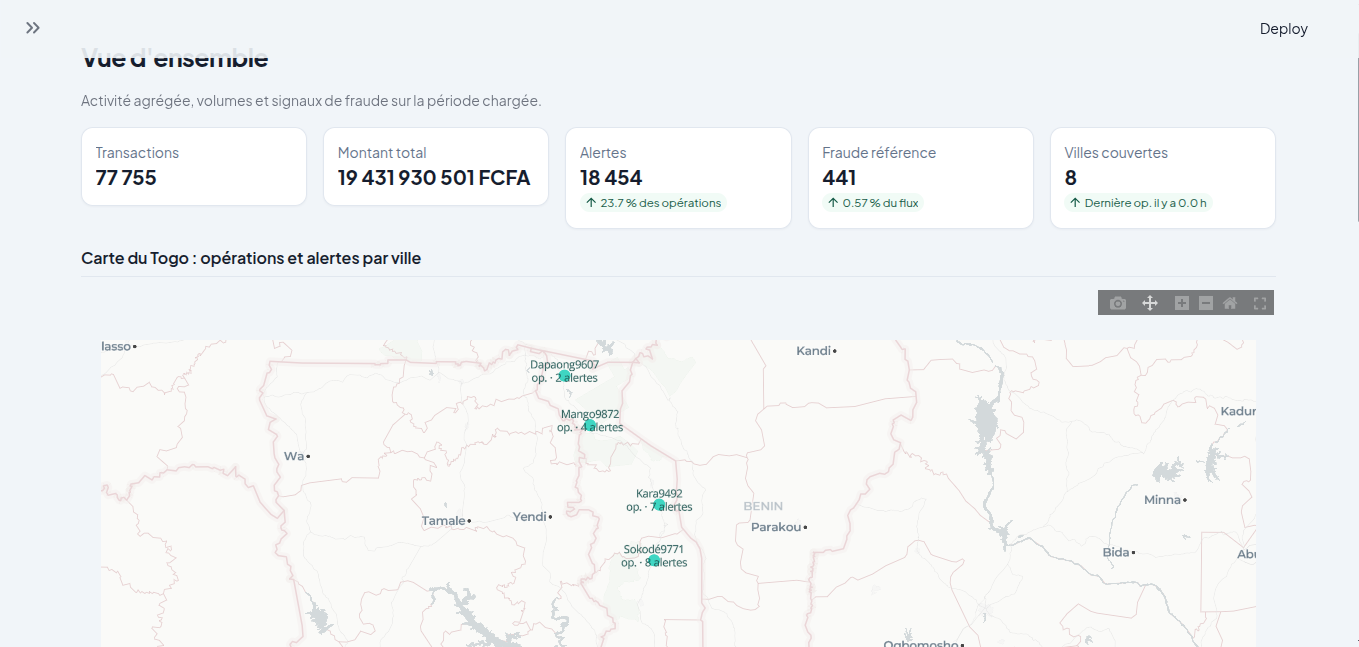 Deploy
Vue d'ensemble
Activité agrégée, volumes et signaux de fraude sur la période chargée.
Transactions
77 755
Montant total
19 431 930 501 FCFA
Alertes
18 454
↑ 23.7 % des opérations
Fraude référence
441
↑ 0.57 % du flux
Villes couvertes
8
↑ Dernière op. il y a 0.0 h
Carte du Togo : opérations et alertes par ville
lasso
Kandi
Dapaong9607
op. · 2 alertes
Mango9872
op. · 4 alertes
Kadur
Wa
Kara9492
op. · 7 alertes
Minna
BENIN
Tamale
Yendi
Parakou
Sokodé9771
op. · 8 alertes
Bida
Abu
Ogbomosho